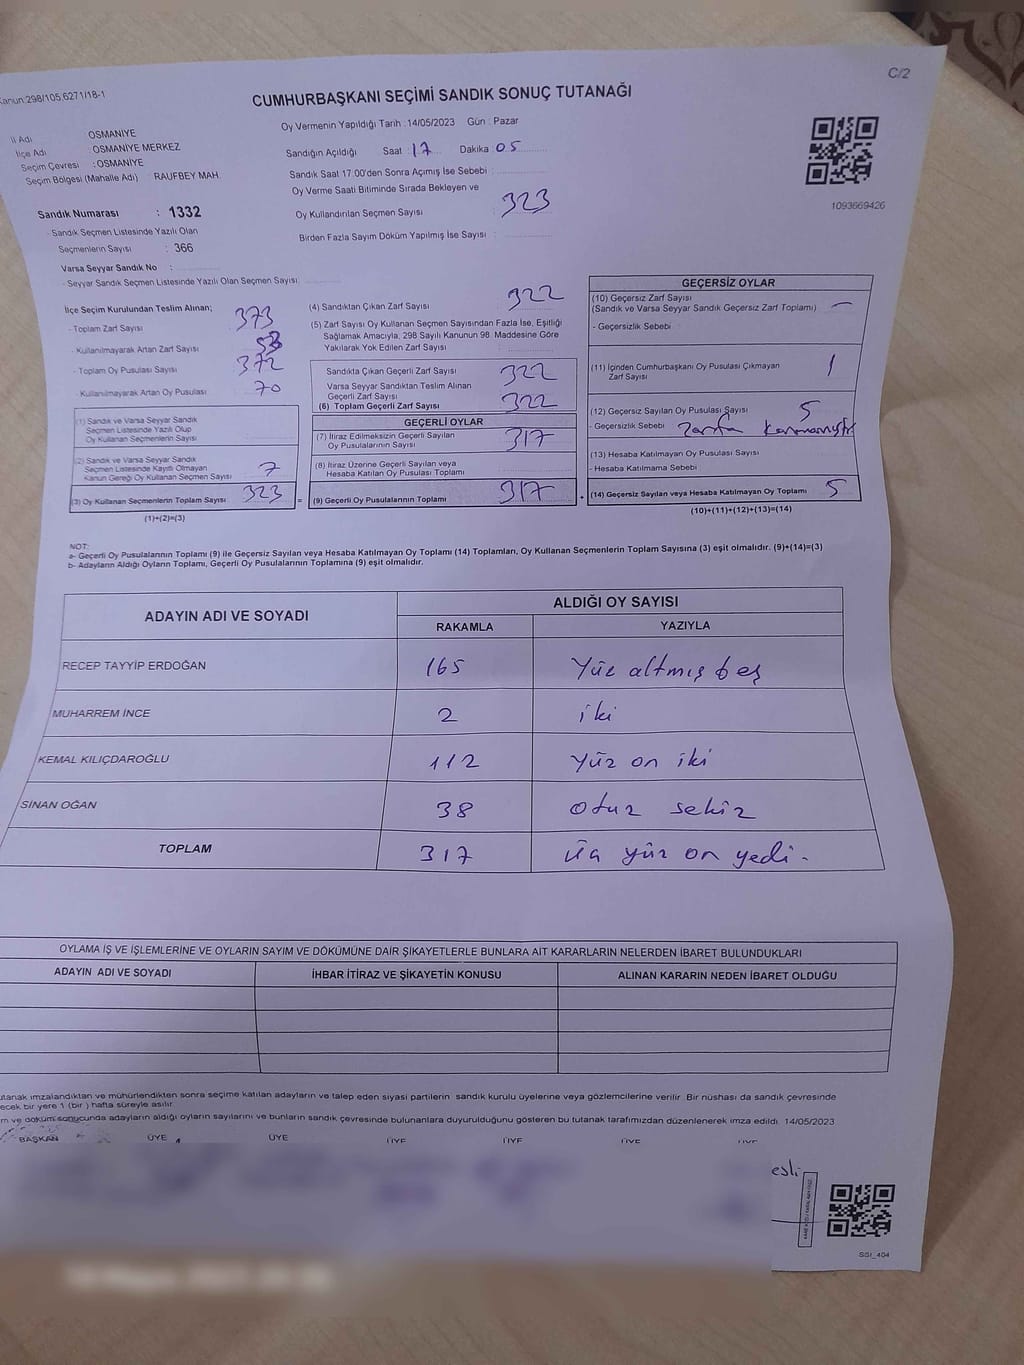 Kanun:298/105,6271/18-1
C/2
CUMHURBAŞKANI SEÇİMİ SANDIK SONUÇ TUTANAĞI
Oy Vermenin Yapıldığı Tarih :14/05/2023 Gün : Pazar
İl Adı OSMANİYE
İlçe Adı : OSMANİYE MERKEZ
Seçim Çevresi : OSMANİYE
Seçim Bölgesi (Mahalle Adı) : RAUFBEY MAH.
Sandık Numarası : 1332
- Sandık Seçmen Listesinde Yazılı Olan
Seçmenlerin Sayısı : 366
Varsa Seyyar Sandık No :
- Seyyar Sandık Seçmen Listesinde Yazılı Olan Seçmen Sayısı:
Sandığın Açıldığı Saat 17 Dakika 05
Sandık Saat 17.00'den Sonra Açımış İse Sebebi :
Oy Verme Saati Bitiminde Sırada Bekleyen ve
Oy Kullandırılan Seçmen Sayısı : 323
Birden Fazla Sayım Döküm Yapılmış İse Sayısı :
1093669426
İlçe Seçim Kurulundan Teslim Alınan;
- Toplam Zarf Sayısı 373
- Kullanılmayarak Artan Zarf Sayısı
- Toplam Oy Pusulası Sayısı 372
- Kullanılmayarak Artan Oy Pusulası 70
(1) Sandık ve Varsa Seyyar Sandık
Seçmen Listesinde Yazılı Olup
Oy Kullanan Seçmenlerin Sayısı
(2) Sandık ve Varsa Seyyar Sandık
Seçmen Listesinde Kayıtlı Olmayan
Kanun Gereği Oy Kullanan Seçmen Sayısı 7
(3) Oy Kullanan Seçmenlerin Toplam Sayısı 323 =
(1)+(2)=(3)
(4) Sandıktan Çıkan Zarf Sayısı 322
(5) Zarf Sayısı Oy Kullanan Seçmen Sayısından Fazla İse, Eşitliği
Sağlamak Amacıyla, 298 Sayılı Kanunun 98. Maddesine Göre
Yakılarak Yok Edilen Zarf Sayısı
Sandıkta Çıkan Geçerli Zarf Sayısı 322
Varsa Seyyar Sandıktan Teslim Alınan
Geçerli Zarf Sayısı
(6) Toplam Geçerli Zarf Sayısı 322
GEÇERLİ OYLAR
(7) İtiraz Edilmeksizin Geçerli Sayılan
Oy Pusulalarının Sayısı 317
(8) İtiraz Üzerine Geçerli Sayılan veya
Hesaba Katılan Oy Pusulası Toplamı
(9) Geçerli Oy Pusulalarının Toplamı 317 +
GEÇERSİZ OYLAR
(10) Geçersiz Zarf Sayısı
(Sandık ve Varsa Seyyar Sandık Geçersiz Zarf Toplamı) —
- Geçersizlik Sebebi
(11) İçinden Cumhurbaşkanı Oy Pusulası Çıkmayan
Zarf Sayısı 1
(12) Geçersiz Sayılan Oy Pusulası Sayısı 5
- Geçersizlik Sebebi
(13) Hesaba Katılmayan Oy Pusulası Sayısı
- Hesaba Katılmama Sebebi
(14) Geçersiz Sayılan veya Hesaba Katılmayan Oy Toplamı 5
(10)+(11)+(12)+(13)=(14)
NOT:
a- Geçerli Oy Pusulalarının Toplamı (9) ile Geçersiz Sayılan veya Hesaba Katılmayan Oy Toplamı (14) Toplamları, Oy Kullanan Seçmenlerin Toplam Sayısına (3) eşit olmalıdır. (9)+(14)=(3)
b- Adayların Aldığı Oyların Toplamı, Geçerli Oy Pusulalarının Toplamına (9) eşit olmalıdır.
ADAYIN ADI VE SOYADI ALDIĞI OY SAYISI
RAKAMLA YAZIYLA
RECEP TAYYİP ERDOĞAN 165 Yüz altmış beş
MUHARREM İNCE 2 iki
KEMAL KILIÇDAROĞLU 112 Yüz on iki
SİNAN OĞAN 38 otuz sekiz
TOPLAM 317 Üç yüz on yedi.
OYLAMA İŞ VE İŞLEMLERİNE VE OYLARIN SAYIM VE DÖKÜMÜNE DAİR ŞİKAYETLERLE BUNLARA AİT KARARLARIN NELERDEN İBARET BULUNDUKLARI
ADAYIN ADI VE SOYADI İHBAR İTİRAZ VE ŞİKAYETİN KONUSU ALINAN KARARIN NEDEN İBARET OLDUĞU
utanak imzalandıktan ve mühürlendikten sonra seçime katılan adayların ve talep eden siyasi partilerin sandık kurulu üyelerine veya gözlemcilerine verilir. Bir nüshası da sandık çevresinde
ecek bir yere 1 (bir) hafta süreyle asılır.
m ve döküm sonucunda adayların aldığı oyların sayılarını ve bunların sandık çevresinde bulunanlara duyurulduğunu gösteren bu tutanak tarafımızdan düzenlenerek imza edildi. 14/05/2023
BAŞKAN ÜYE ÜYE ÜYE ÜYE ÜYE ÜYE
SSI_404